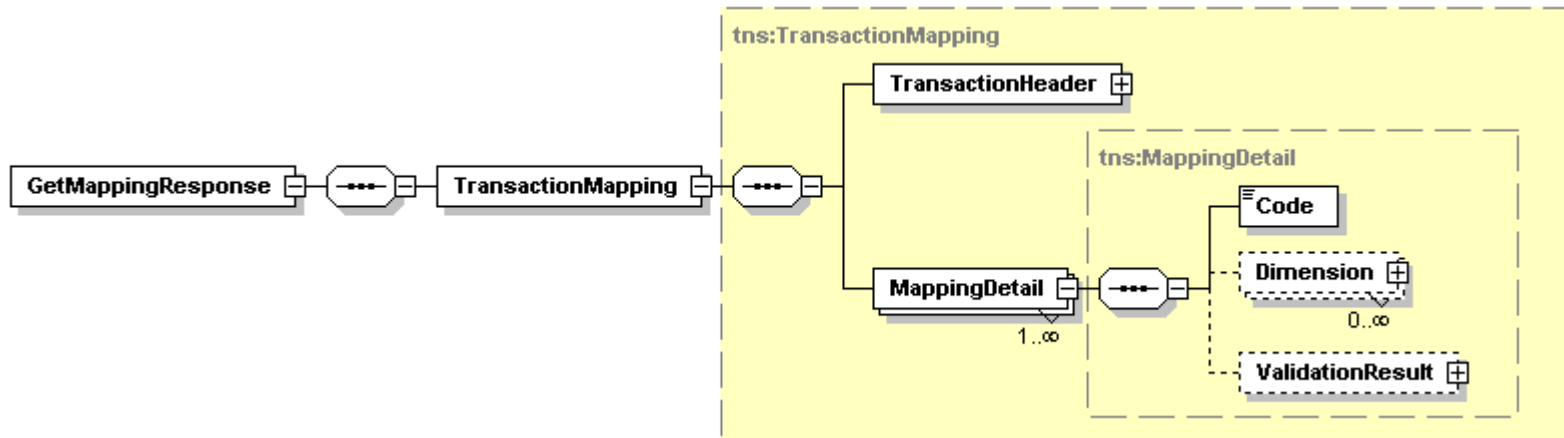 tns:TransactionMapping
TransactionHeader
tns:MappingDetail
GetMappingResponse
TransactionMapping
Code
Dimension
0..∞
MappingDetail
1..∞
ValidationResult